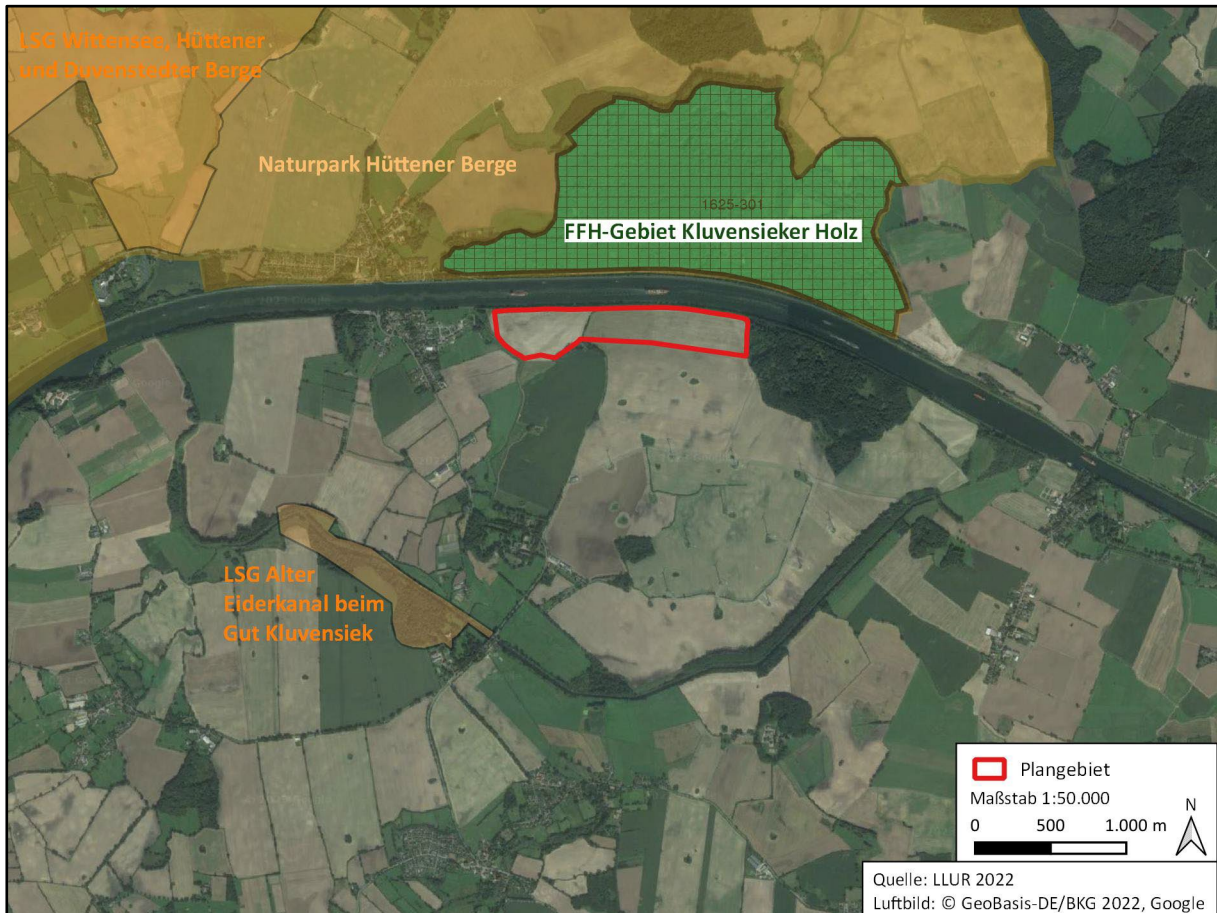 LSG Wittensee, Hüttener
und Duvenstedter Berge
Naturpark Hüttener Berge
1625-301
FFH-Gebiet Kluvensieker Holz
LSG Alter
Eiderkanal beim
Gut Kluvensiek
Plangebiet
Maßstab 1:50.000
N
0 500 1.000 m
Quelle: LLUR 2022
Luftbild: © GeoBasis-DE/BKG 2022, Google